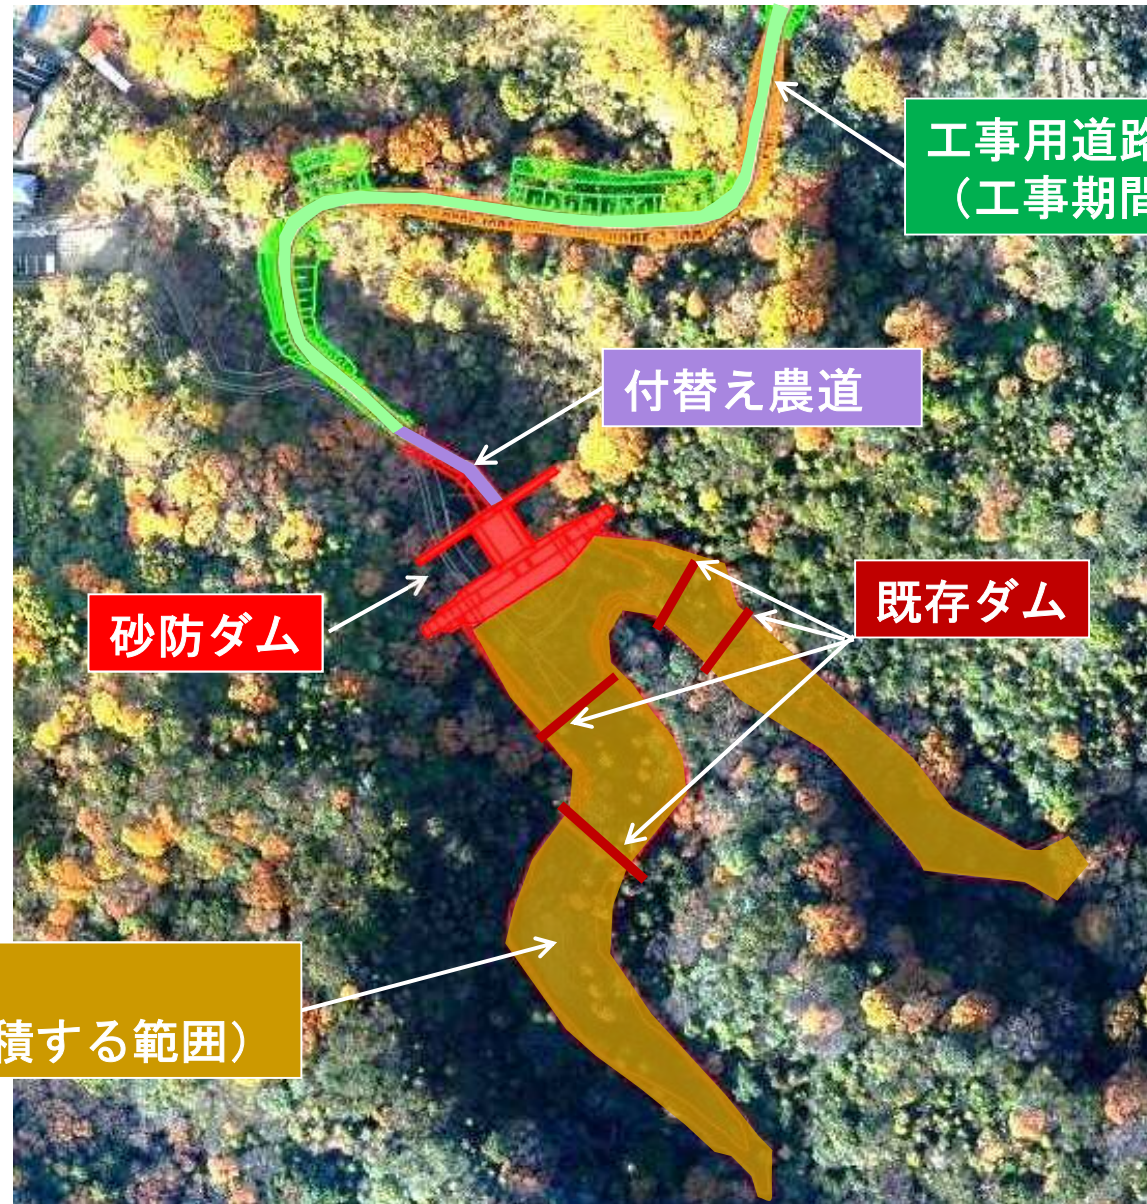 工事用道路
（工事期間
付替え農道
既存ダム
砂防ダム
積する範囲）